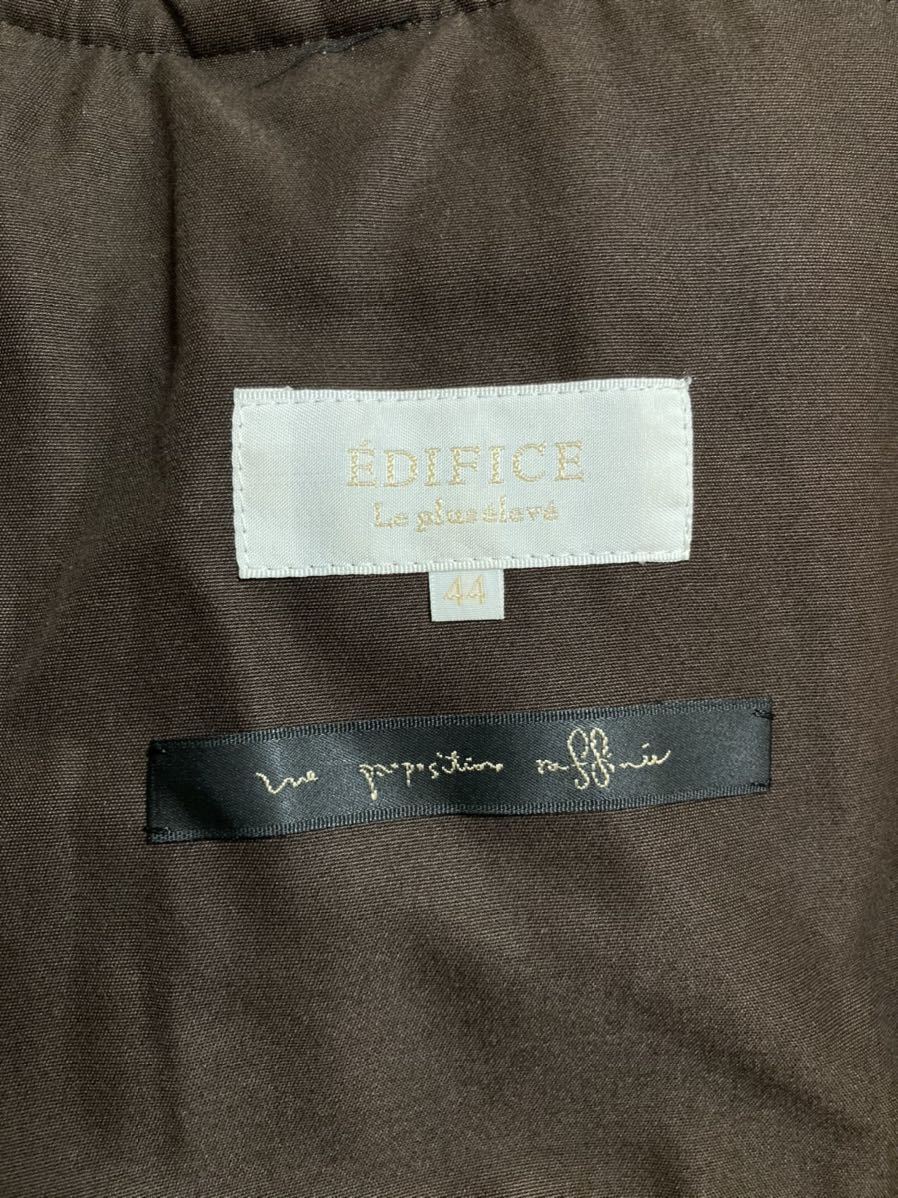 ÉDIFICE
Le plus élevé
44
une proposition raffinée